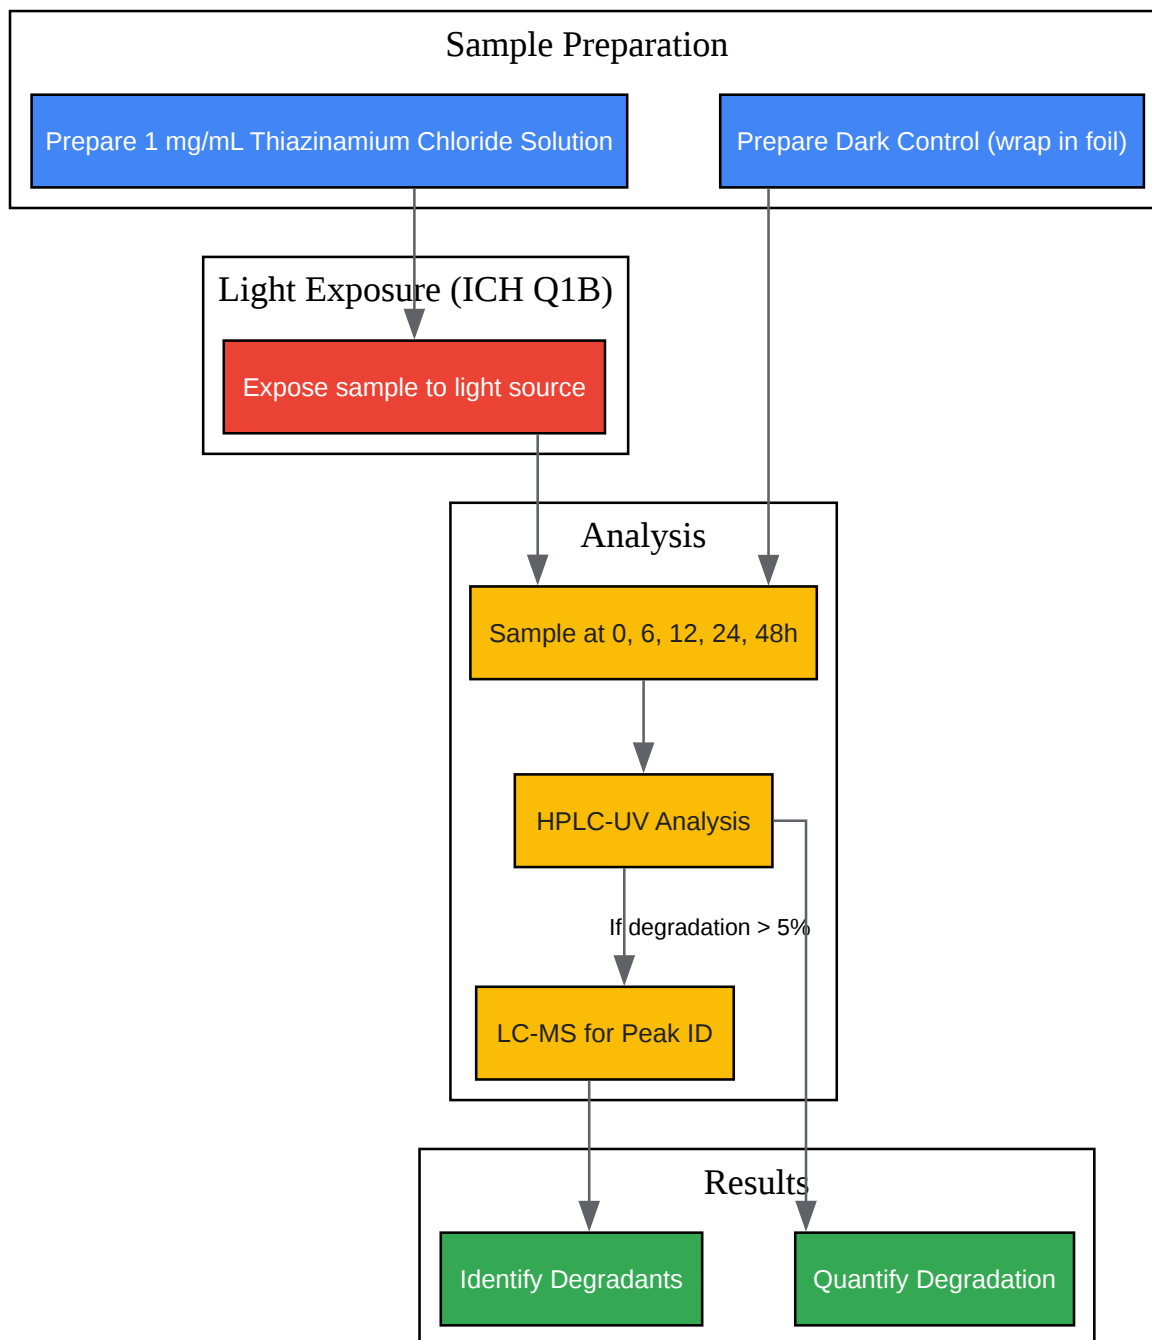 Sample Preparation
Prepare 1 mg/mL Thiazinamium Chloride Solution
Prepare Dark Control (wrap in foil)
Light Exposure (ICH Q1B)
Expose sample to light source
Analysis
Sample at 0, 6, 12, 24, 48h
HPLC-UV Analysis
If degradation > 5%
LC-MS for Peak ID
Results
Identify Degradants
Quantify Degradation